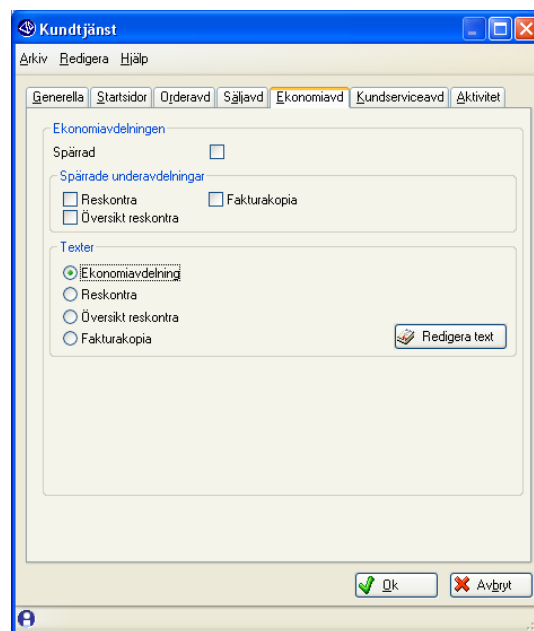 Kundtjänst
Arkiv Redigera Hjälp
Generella Startsidor Orderavd Säljavd Ekonomiavd Kundserviceavd Aktivitet
Ekonomiavdelningen
Spärrad
Spärrade underavdelningar
Reskontra Fakturakopia
Översikt reskontra
Texter
Ekonomiavdelning
Reskontra
Översikt reskontra
Fakturakopia Redigera text
Ok Avbryt